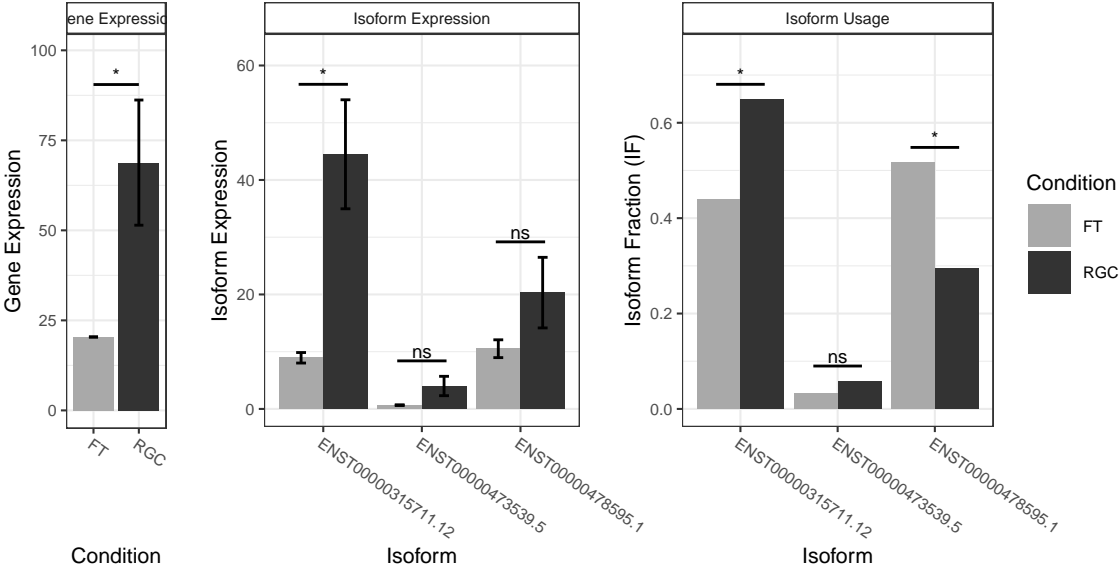 ene Expressio
Gene Expression
100
75
50
25
0
*
FT
RGC
Condition
Isoform Expression
Isoform Expression
60
40
20
0
*
ns
ns
ENST00000315711.12
ENST00000473539.5
ENST00000478595.1
Isoform
Isoform Usage
Isoform Fraction (IF)
0.6
0.4
0.2
0.0
*
ns
*
ENST00000315711.12
ENST00000473539.5
ENST00000478595.1
Isoform
Condition
FT
RGC